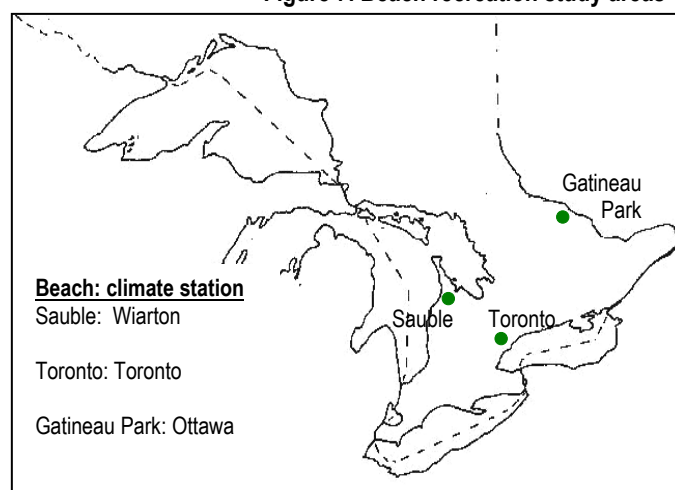 Figure Beach recreation study areas
Gatineau
Park
Beach: climate station
Sauble: Wiarton
Sauble
Toronto
Toronto: Toronto
Gatineau Park: Ottawa